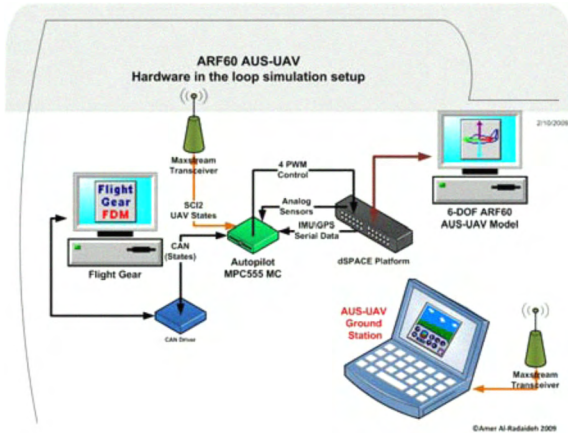 ARF60 AUS-UAV
Hardware in the loop simulation setup
2/10/2009
Maxstream
Transceiver
4 PWM
Control
Flight
Gear
FDM
SCI2
UAV States
Analog
Sensors
IMU\GPS
Serial Data
6-DOF ARF60
AUS-UAV Model
CAN
(States)
Flight Gear
Autopilot
MPC555 MC
dSPACE Platform
CAN Driver
AUS-UAV
Ground
Station
Maxstream
Transceiver
©Amer Al-Radaideh 2009